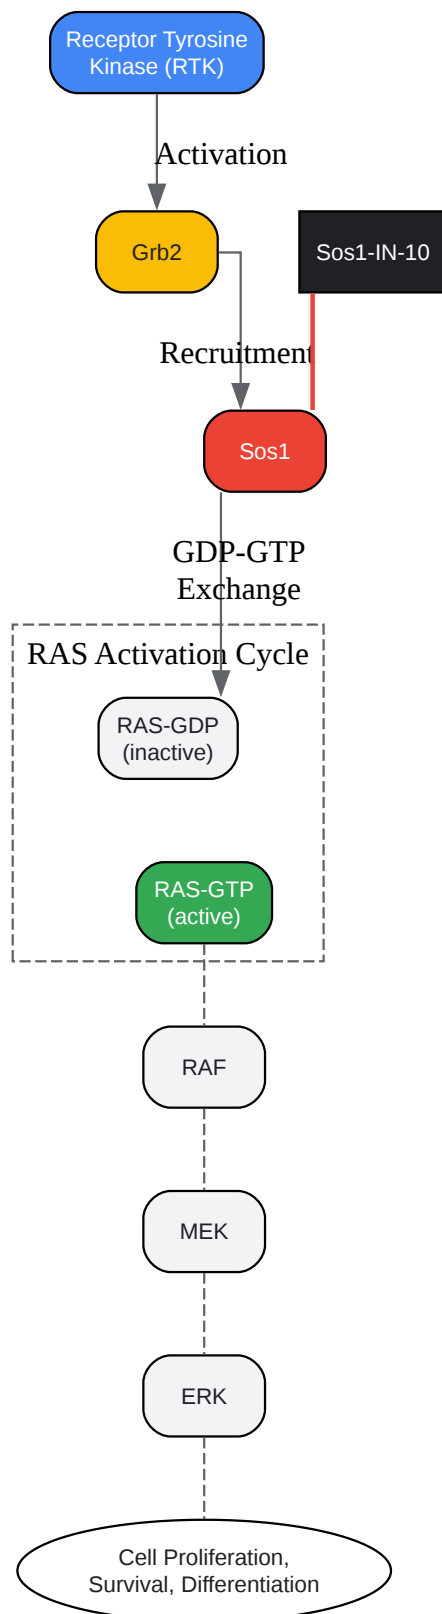 Receptor Tyrosine
Kinase (RTK)
Activation
Grb2
Sos1-IN-10
Recruitment
Sos1
GDP-GTP
Exchange
RAS Activation Cycle
RAS-GDP
(inactive)
RAS-GTP
(active)
RAF
MEK
ERK
Cell Proliferation,
Survival, Differentiation